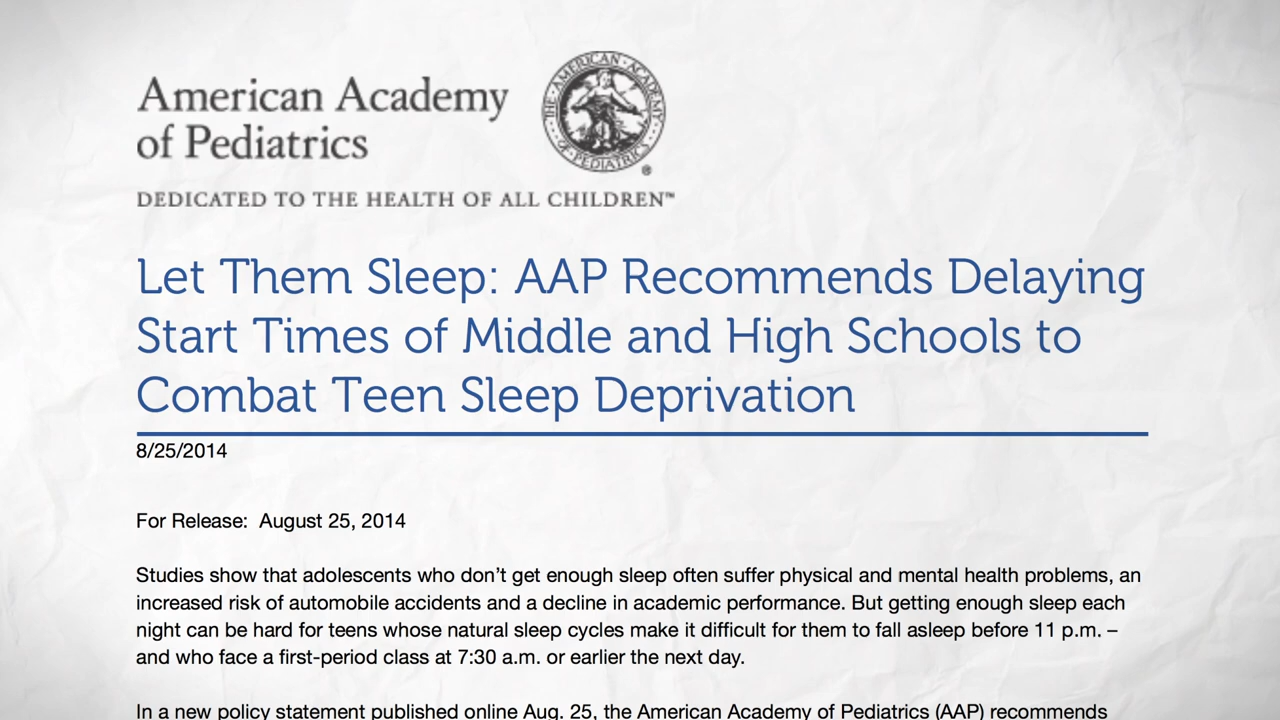 American Academy
of Pediatrics
THE · AMERICAN · ACADEMY · OF · PEDIATRICS ·
®
DEDICATED TO THE HEALTH OF ALL CHILDREN™
Let Them Sleep: AAP Recommends Delaying
Start Times of Middle and High Schools to
Combat Teen Sleep Deprivation
8/25/2014
For Release:  August 25, 2014
Studies show that adolescents who don’t get enough sleep often suffer physical and mental health problems, an
increased risk of automobile accidents and a decline in academic performance. But getting enough sleep each
night can be hard for teens whose natural sleep cycles make it difficult for them to fall asleep before 11 p.m. –
and who face a first-period class at 7:30 a.m. or earlier the next day.
In a new policy statement published online Aug. 25, the American Academy of Pediatrics (AAP) recommends